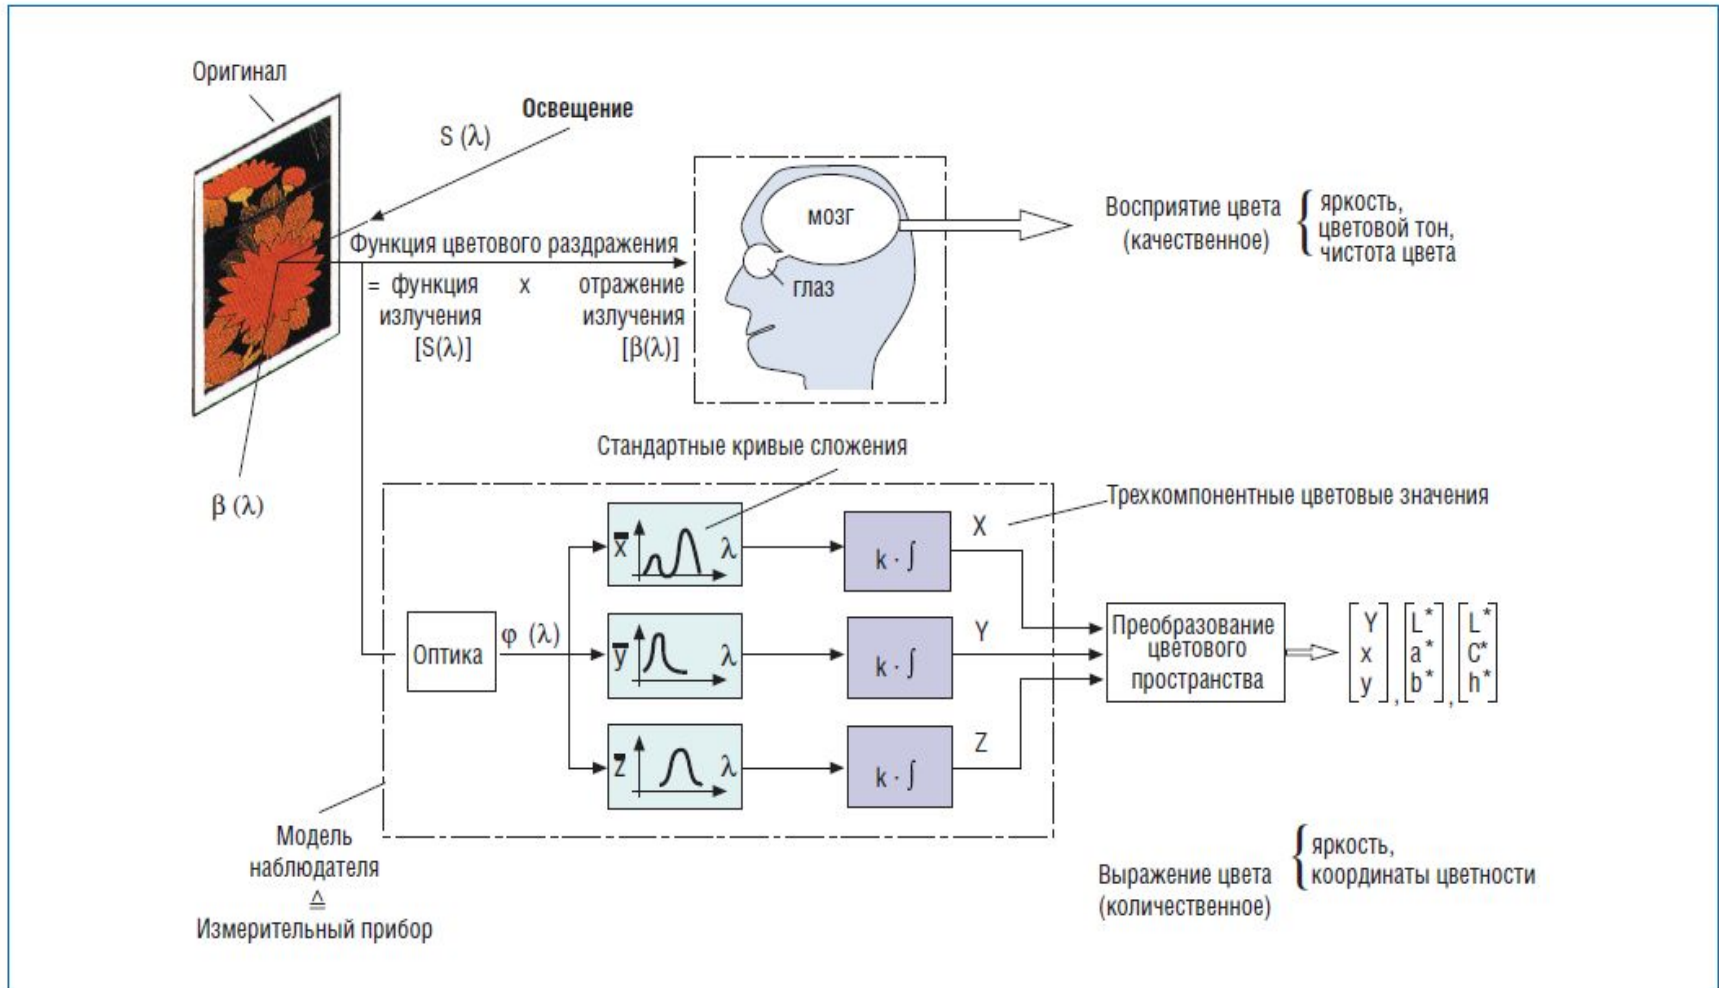 Оригинал
Освещение
S (λ)
Функция цветового раздражения
= функция x отражение
излучения излучения
[S(λ)] [β(λ)]
β (λ)
мозг
глаз
Восприятие цвета
(качественное)
{ яркость,
цветовой тон,
чистота цвета
Стандартные кривые сложения
Трехкомпонентные цветовые значения
Оптика
φ (λ)
x̅ λ
k · ∫
X
y̅ λ
k · ∫
Y
z̅ λ
k · ∫
Z
Преобразование
цветового
пространства
[Y [L* [L*
x a* C*
y], b*], h*]
Модель
наблюдателя
≙
Измерительный прибор
Выражение цвета
(количественное)
{ яркость,
координаты цветности